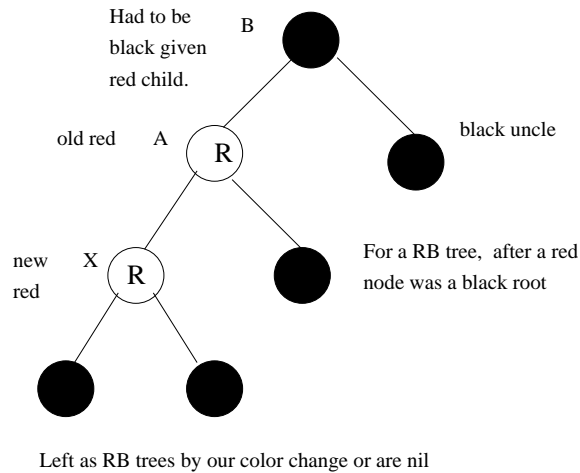 Had to be
black given
red child.
B
old red
A
R
black uncle
new
red
X
R
For a RB tree, after a red
node was a black root
Left as RB trees by our color change or are nil